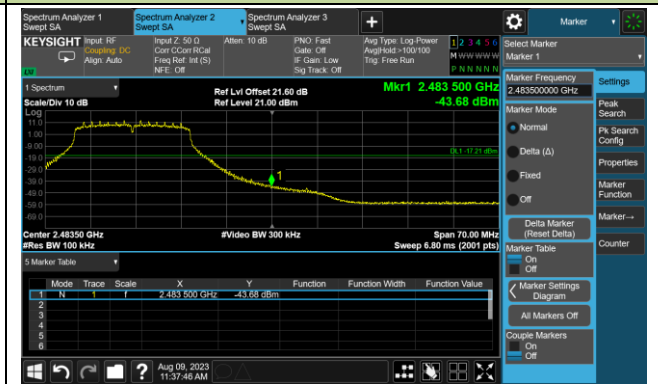 Spectrum Analyzer 1
Swept SA
Spectrum Analyzer 2
Swept SA
Spectrum Analyzer 3
Swept SA
+
Marker
KEYSIGHT
Input: RF
Coupling: DC
Align: Auto
Input Z: 50 Ω
Corr CCorr RCal
Freq Ref: Int (S)
NFE: Off
Atten: 10 dB
PNO: Fast
Gate: Off
IF Gain: Low
Sig Track: Off
Avg Type: Log-Power
Avg|Hold:>100/100
Trig: Free Run
1 2 3 4 5 6
M W W W W W
P N N N N N
Select Marker
Marker 1
1 Spectrum
Scale/Div 10 dB
Ref Lvl Offset 21.60 dB
Ref Level 21.00 dBm
Mkr1 2.483 500 GHz
-43.68 dBm
Log
11.0
1.00
-9.00
-19.0
-29.0
-39.0
-49.0
-59.0
-69.0
DL1 -17.21 dBm
1
Center 2.48350 GHz
#Res BW 100 kHz
#Video BW 300 kHz
Span 70.00 MHz
Sweep 6.80 ms (2001 pts)
5 Marker Table
Mode Trace Scale X Y Function Function Width Function Value
1 N 1 f 2.483 500 GHz -43.68 dBm
2
3
4
5
6
Marker Frequency
2.483500000 GHz
Marker Mode
Normal
Delta (Δ)
Fixed
Off
Delta Marker
(Reset Delta)
Marker Table
On
Off
Marker Settings
Diagram
All Markers Off
Couple Markers
On
Off
Settings
Peak
Search
Pk Search
Config
Properties
Marker
Function
Marker→
Counter
?
Aug 09, 2023
11:37:46 AM